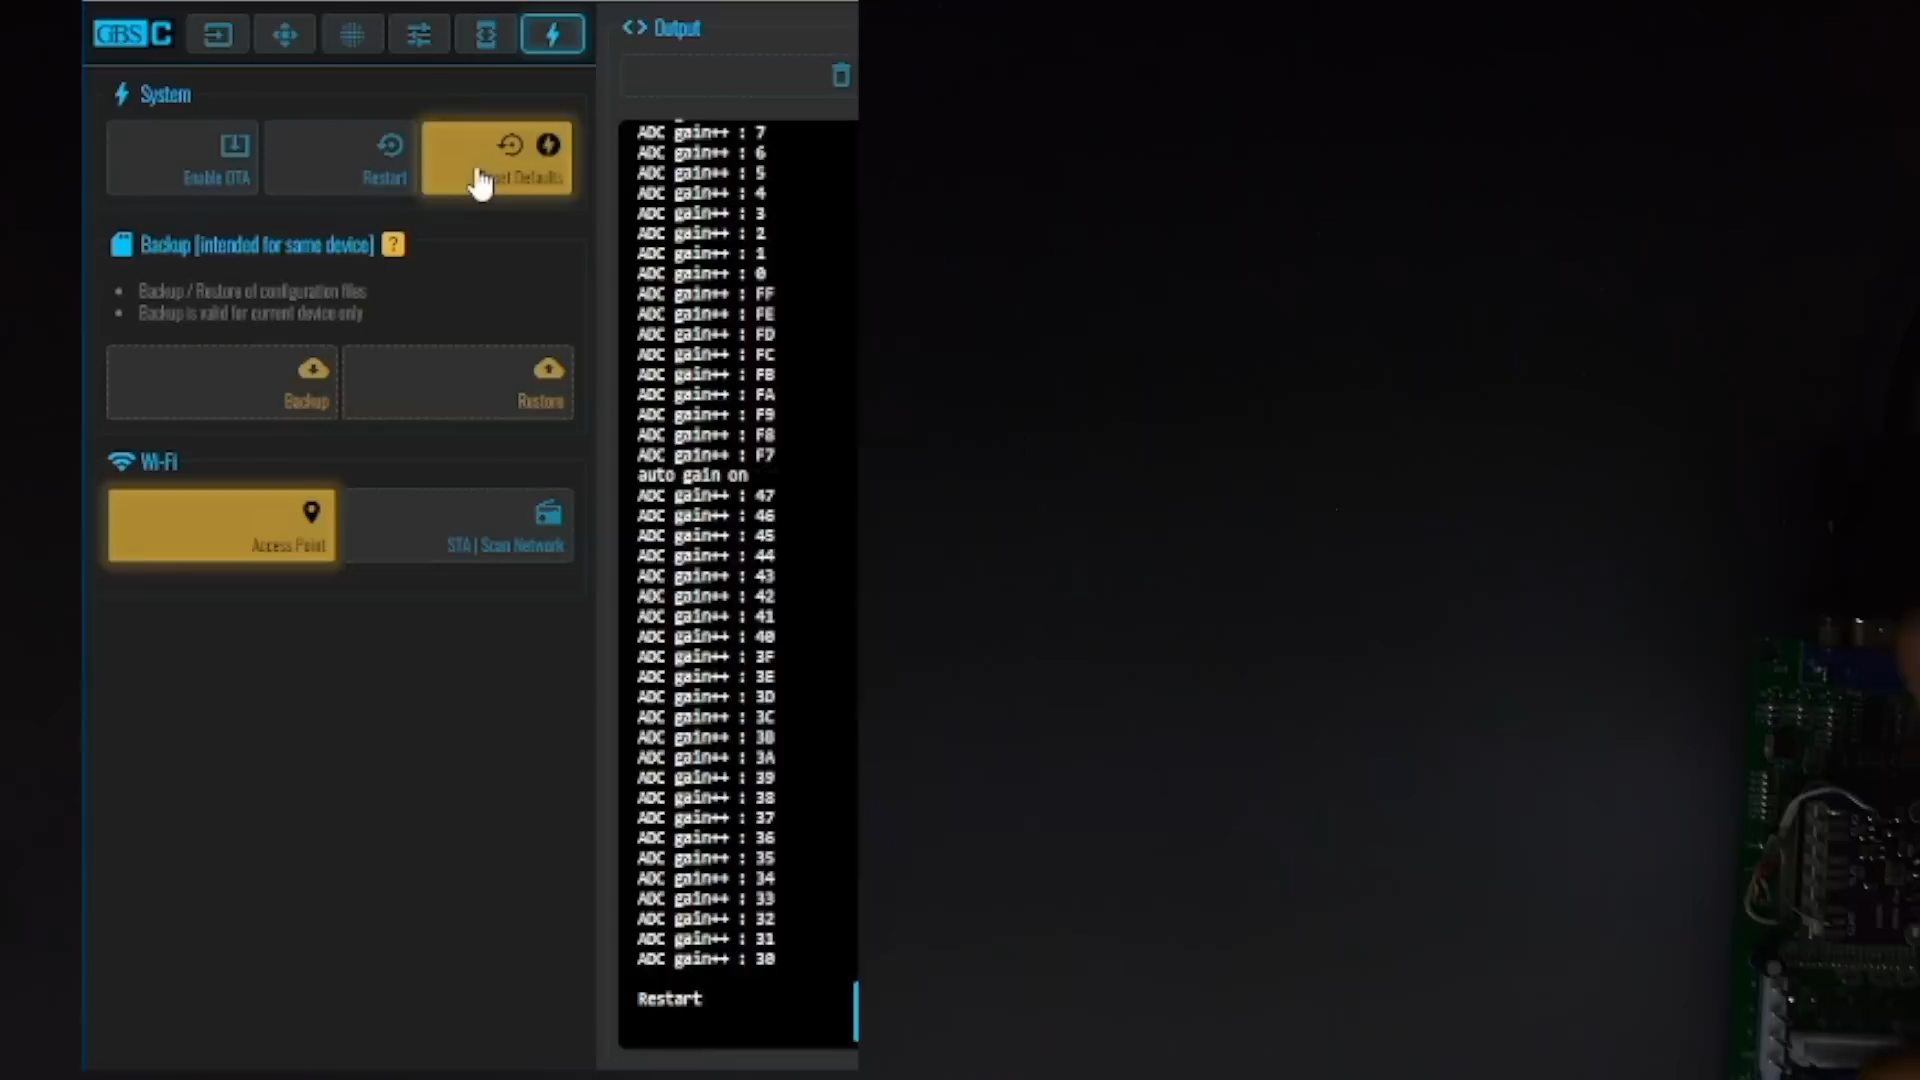 GBS C
System
Enable OTA
Restart
Defaults
Backup [intended for same device] ?
Backup / Restore of configuration files
Backup is valid for current device only
Backup
Restore
Wi-Fi
Access Point
STA | Scan Network
<> Output
ADC gain++ : 7
ADC gain++ : 6
ADC gain++ : 5
ADC gain++ : 4
ADC gain++ : 3
ADC gain++ : 2
ADC gain++ : 1
ADC gain++ : 0
ADC gain++ : FF
ADC gain++ : FE
ADC gain++ : FD
ADC gain++ : FC
ADC gain++ : FB
ADC gain++ : FA
ADC gain++ : F9
ADC gain++ : F8
ADC gain++ : F7
auto gain on
ADC gain++ : 47
ADC gain++ : 46
ADC gain++ : 45
ADC gain++ : 44
ADC gain++ : 43
ADC gain++ : 42
ADC gain++ : 41
ADC gain++ : 40
ADC gain++ : 3F
ADC gain++ : 3E
ADC gain++ : 3D
ADC gain++ : 3C
ADC gain++ : 3B
ADC gain++ : 3A
ADC gain++ : 39
ADC gain++ : 38
ADC gain++ : 37
ADC gain++ : 36
ADC gain++ : 35
ADC gain++ : 34
ADC gain++ : 33
ADC gain++ : 32
ADC gain++ : 31
ADC gain++ : 30
Restart